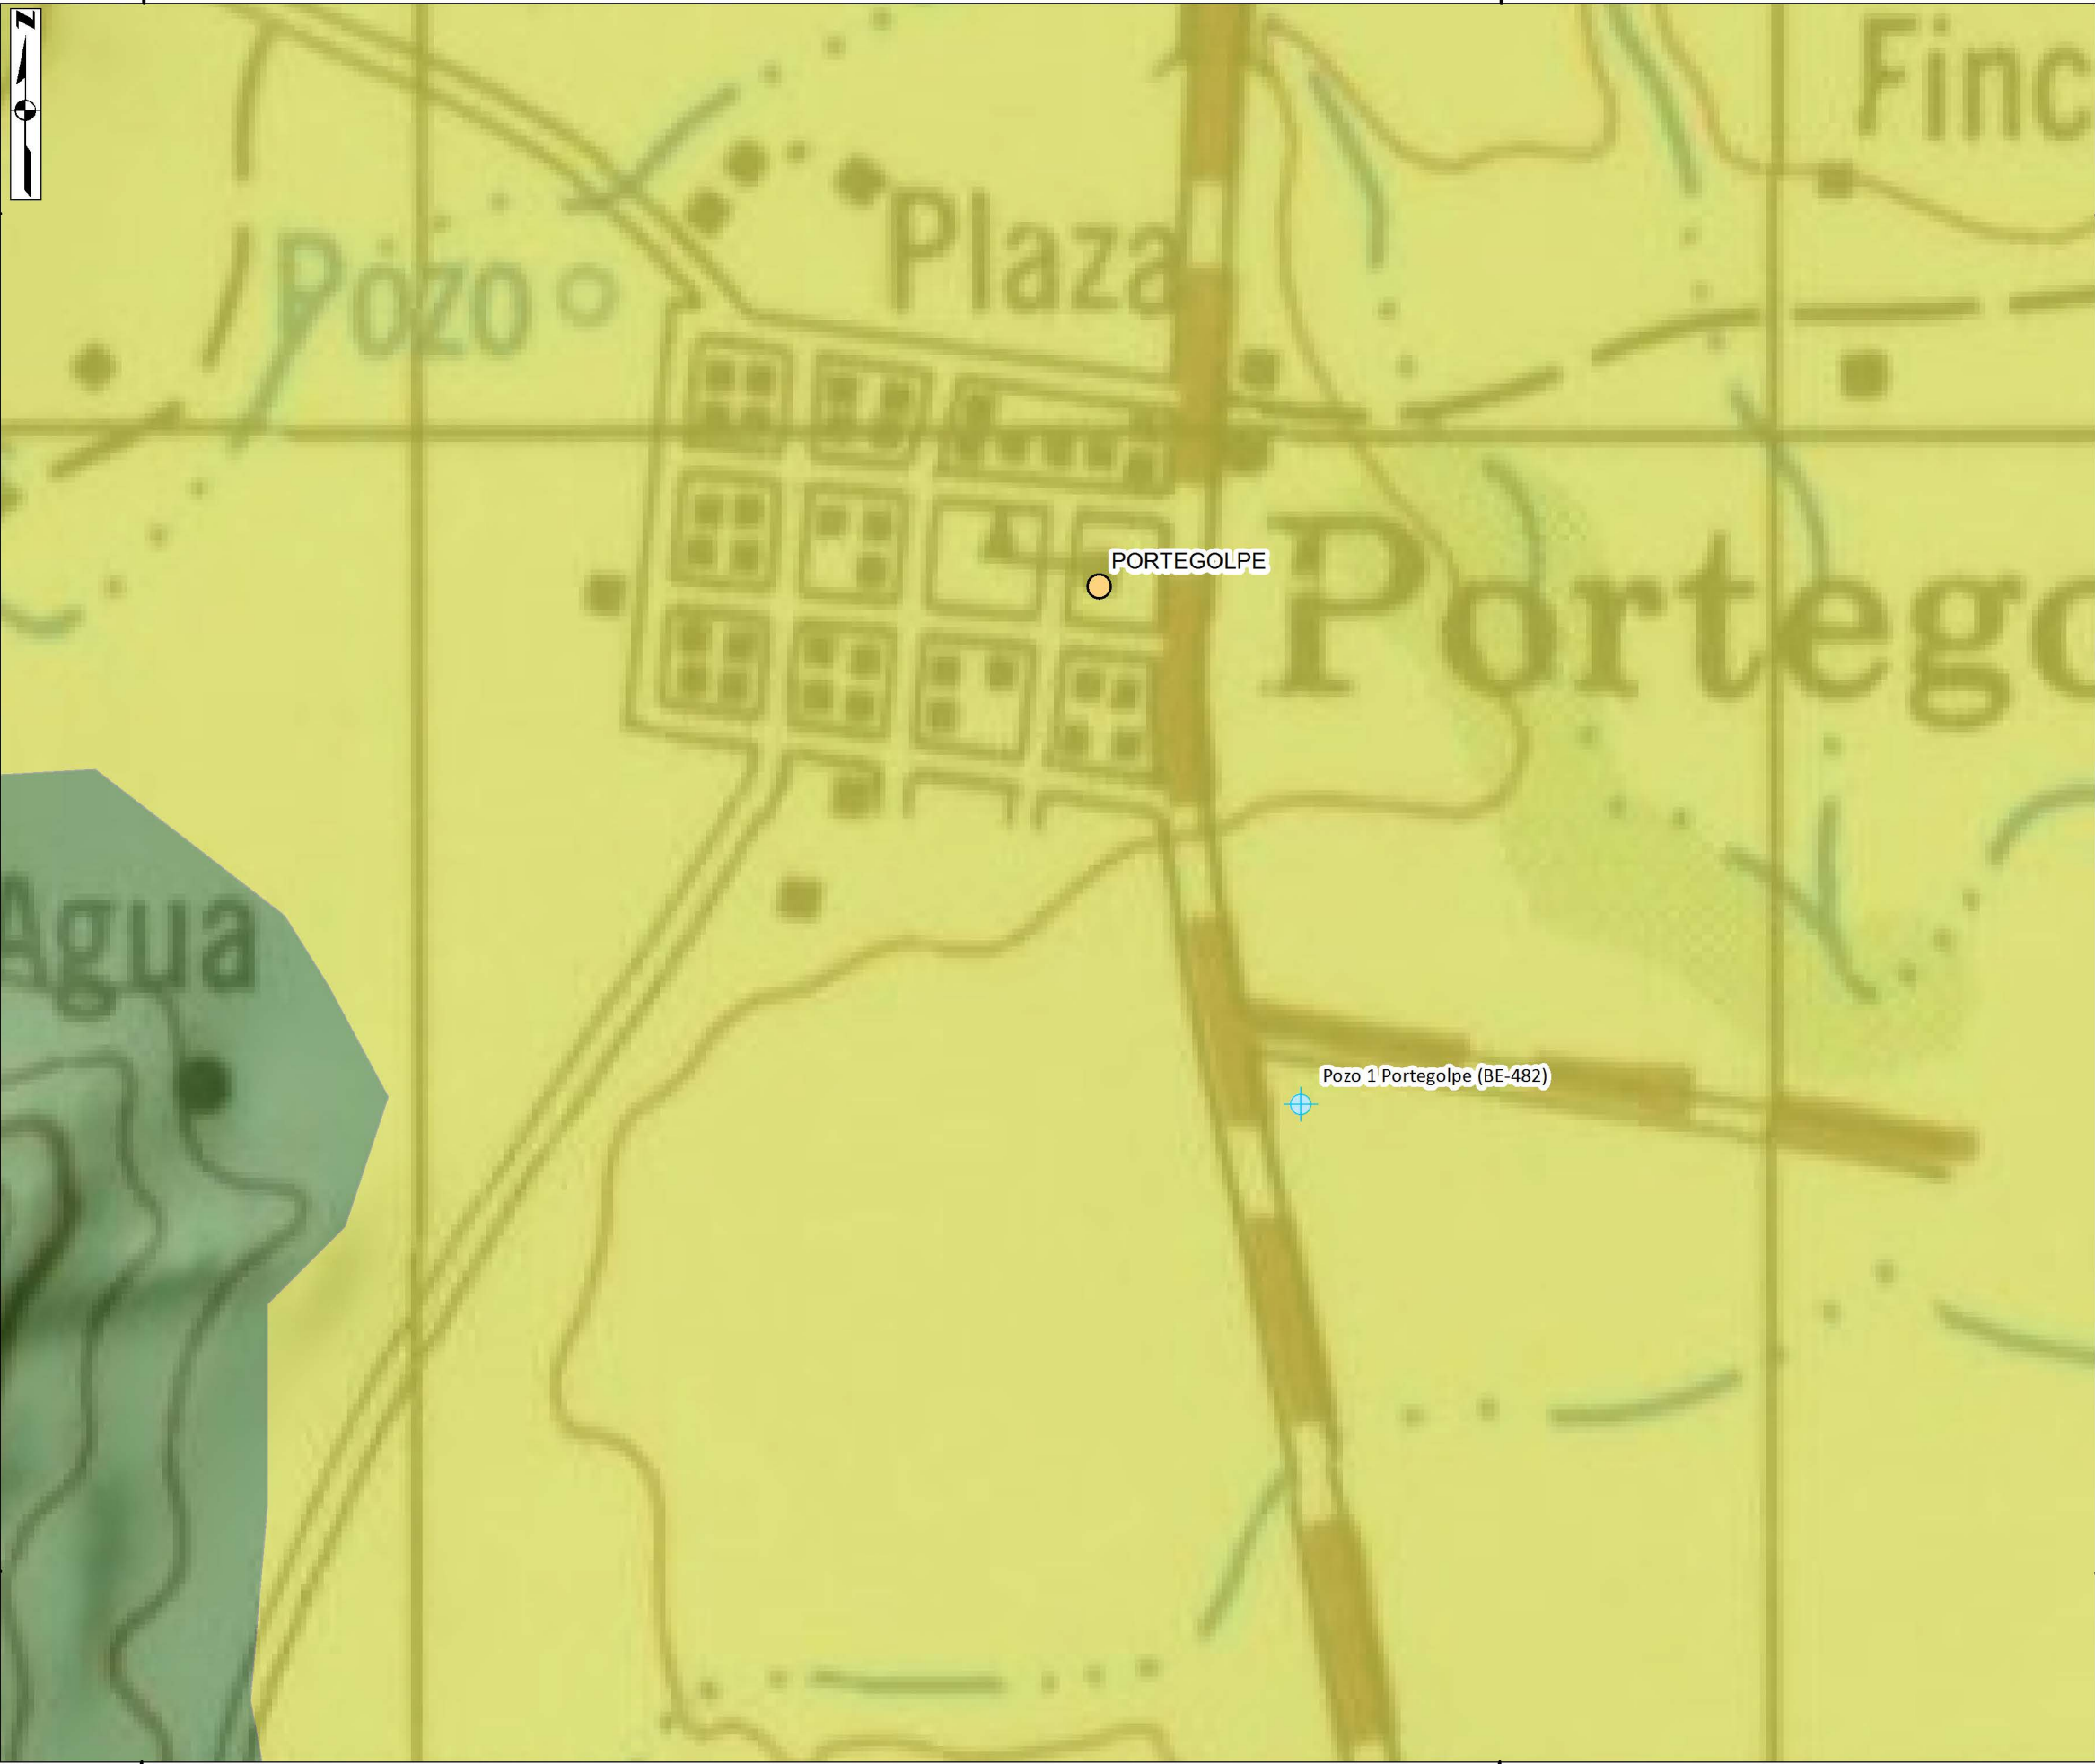 N
Finc
Plaza
Pozo
PORTEGOLPE
Portego
Agua
Pozo 1 Portegolpe (BE-482)